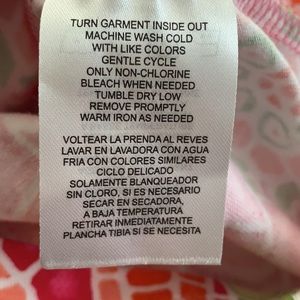 TURN GARMENT INSIDE OUT
MACHINE WASH COLD
WITH LIKE COLORS
GENTLE CYCLE
ONLY NON-CHLORINE
BLEACH WHEN NEEDED
TUMBLE DRY LOW
REMOVE PROMPTLY
WARM IRON AS NEEDED
VOLTEAR LA PRENDA AL REVES
LAVAR EN LAVADORA CON AGUA
FRIA CON COLORES SIMILARES
CICLO DELICADO
SOLAMENTE BLANQUEADOR
SIN CLORO, SI ES NECESARIO
SECAR EN SECADORA,
A BAJA TEMPERATURA
RETIRAR INMEDIATAMENTE
PLANCHA TIBIA SI SE NECESITA